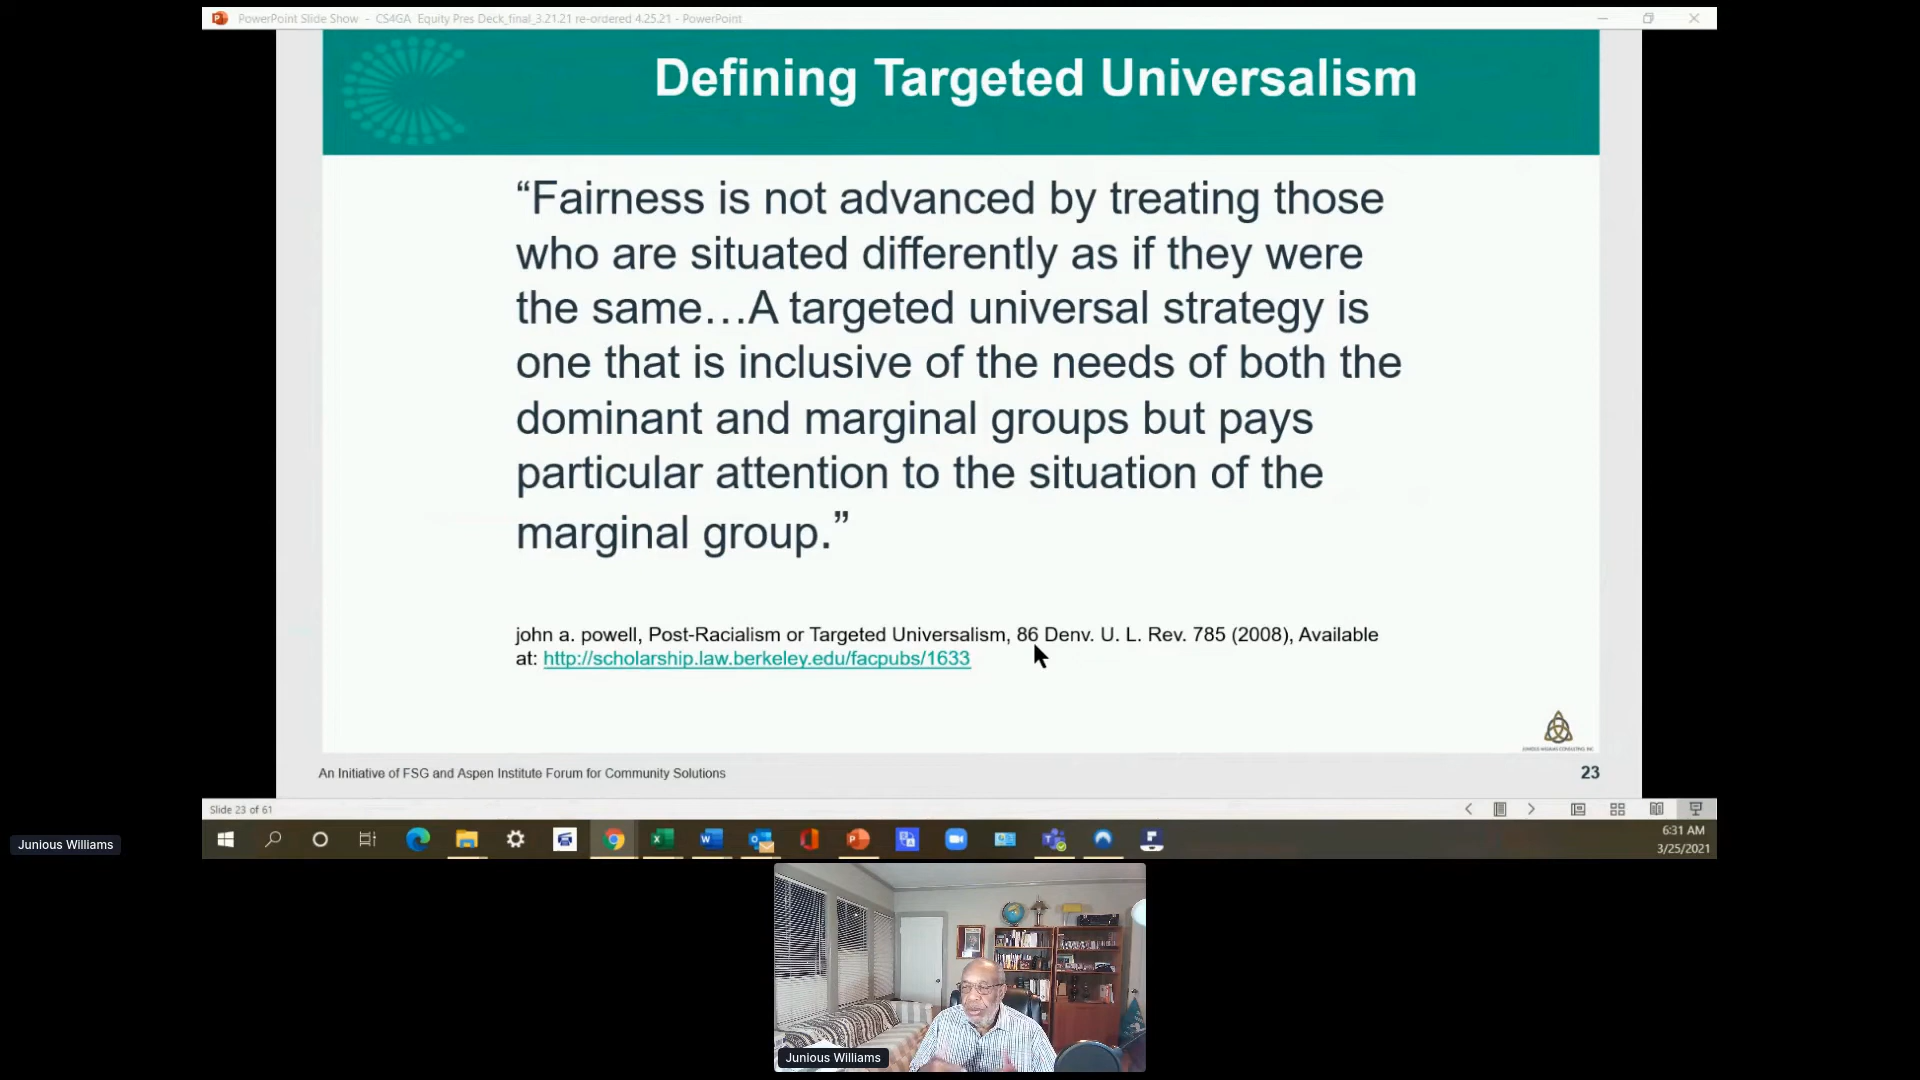 PowerPoint Slide Show - CS4GA Equity Pres Deck_final_3.21.21 re-ordered 4.25.21 - PowerPoint
Defining Targeted Universalism
“Fairness is not advanced by treating those
who are situated differently as if they were
the same…A targeted universal strategy is
one that is inclusive of the needs of both the
dominant and marginal groups but pays
particular attention to the situation of the
marginal group.”
john a. powell, Post-Racialism or Targeted Universalism, 86 Denv. U. L. Rev. 785 (2008), Available
at: http://scholarship.law.berkeley.edu/facpubs/1633
JUNIOUS WILLIAMS CONSULTING, INC.
An Initiative of FSG and Aspen Institute Forum for Community Solutions
23
Slide 23 of 61
6:31 AM
3/25/2021
Junious Williams
Junious Williams